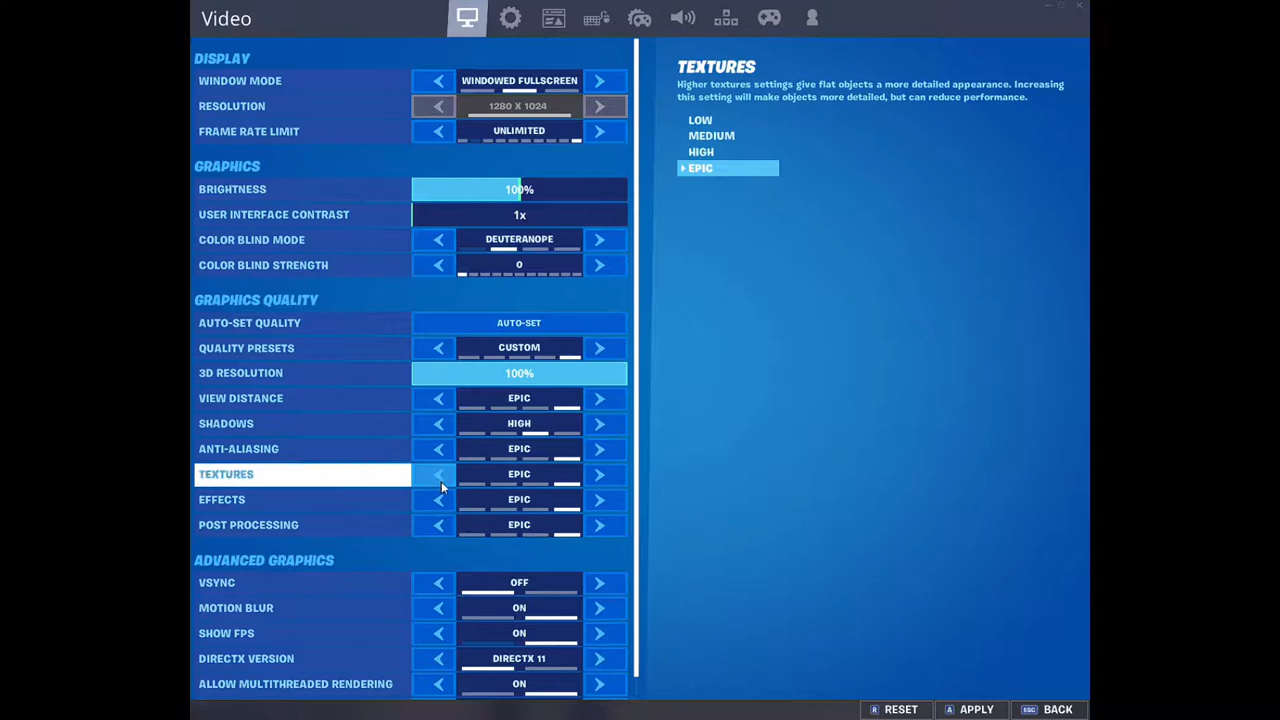 Video
DISPLAY
WINDOW MODE WINDOWED FULLSCREEN
RESOLUTION 1280 X 1024
FRAME RATE LIMIT UNLIMITED
GRAPHICS
BRIGHTNESS 100%
USER INTERFACE CONTRAST 1x
COLOR BLIND MODE DEUTERANOPE
COLOR BLIND STRENGTH 0
GRAPHICS QUALITY
AUTO-SET QUALITY AUTO-SET
QUALITY PRESETS CUSTOM
3D RESOLUTION 100%
VIEW DISTANCE EPIC
SHADOWS HIGH
ANTI-ALIASING EPIC
TEXTURES EPIC
EFFECTS EPIC
POST PROCESSING EPIC
ADVANCED GRAPHICS
VSYNC OFF
MOTION BLUR ON
SHOW FPS ON
DIRECTX VERSION DIRECTX 11
ALLOW MULTITHREADED RENDERING ON
TEXTURES
Higher textures settings give flat objects a more detailed appearance. Increasing
this setting will make objects more detailed, but can reduce performance.
LOW
MEDIUM
HIGH
EPIC
R RESET A APPLY ESC BACK